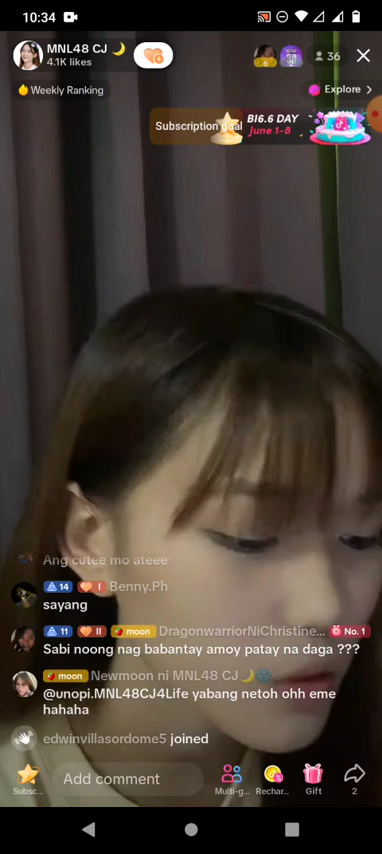 10:34
MNL48 CJ 🌙
4.1K likes
36
Weekly Ranking
Explore
Subscription goal
BI6.6 DAY
June 1-8
Ang cutee mo ateee
14 I Benny.Ph
sayang
11 II moon DragonwarriorNiChristine... No. 1
Sabi noong nag babantay amoy patay na daga ???
moon Newmoon ni MNL48 CJ🌙🌚
@unopi.MNL48CJ4Life yabang netoh ohh eme
hahaha
edwinvillasordome5 joined
Add comment
Subsc...
Multi-g...
Rechar...
Gift
2